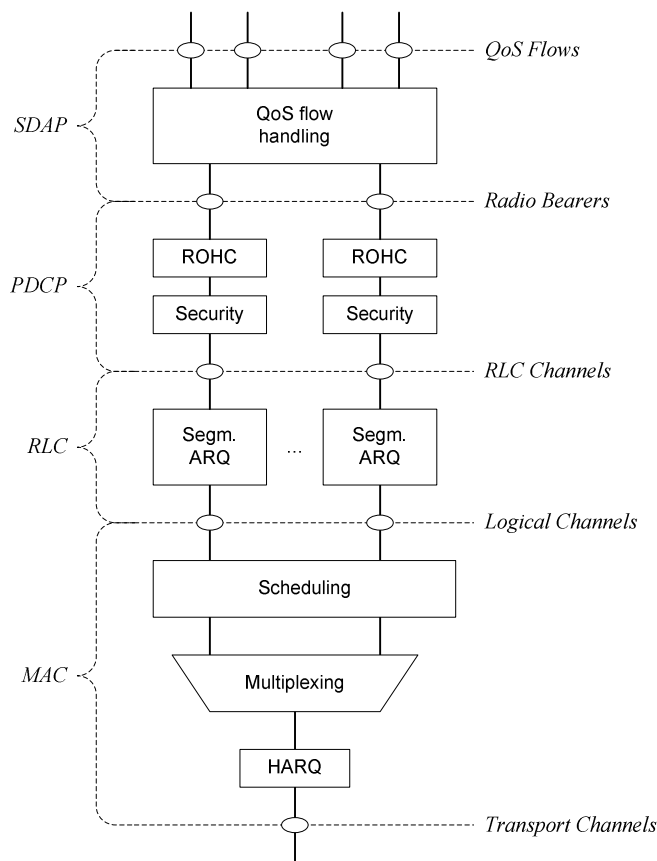 QoS Flows
QoS flow
handling
SDAP
Radio Bearers
ROHC
ROHC
PDCP
Security
Security
RLC Channels
Segm.
ARQ
...
Segm.
ARQ
RLC
Logical Channels
Scheduling
MAC
Multiplexing
HARQ
Transport Channels